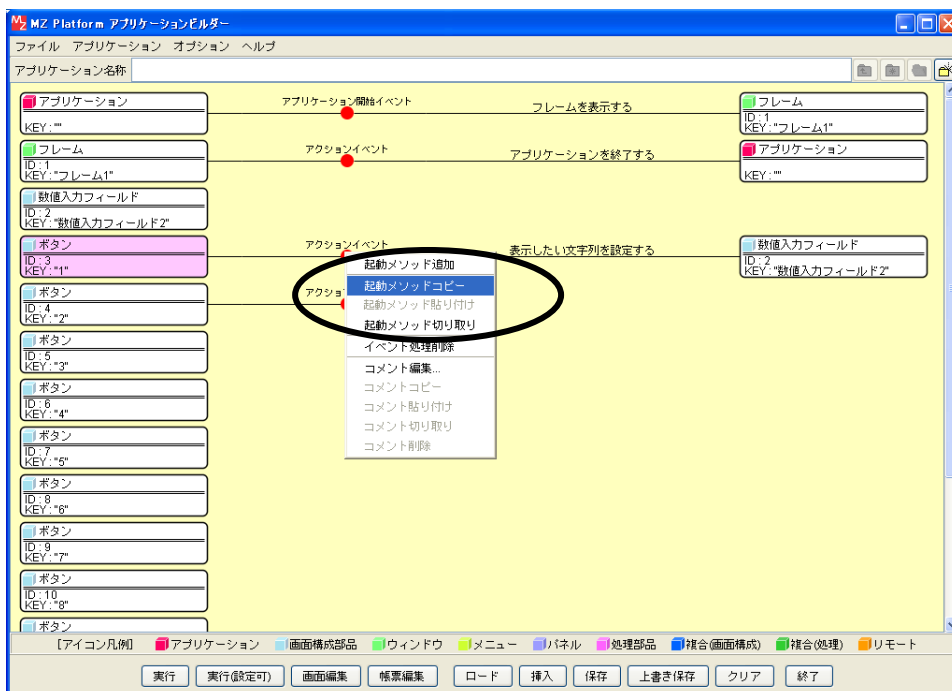 MZ Platform アプリケーションビルダー
ファイル アプリケーション オプション ヘルプ
アプリケーション名称
アプリケーション
KEY:""
アプリケーション開始イベント
フレームを表示する
フレーム
ID:1
KEY:"フレーム1"
フレーム
ID:1
KEY:"フレーム1"
アクションイベント
アプリケーションを終了する
アプリケーション
KEY:""
数値入力フィールド
ID:2
KEY:"数値入力フィールド2"
ボタン
ID:3
KEY:"1"
アクションイベント
表示したい文字列を設定する
数値入力フィールド
ID:2
KEY:"数値入力フィールド2"
ボタン
ID:4
KEY:"2"
アクショ
起動メソッド追加
起動メソッドコピー
起動メソッド貼り付け
起動メソッド切り取り
イベント処理削除
コメント編集...
コメントコピー
コメント貼り付け
コメント切り取り
コメント削除
ボタン
ID:5
KEY:"3"
ボタン
ID:6
KEY:"4"
ボタン
ID:7
KEY:"5"
ボタン
ID:8
KEY:"6"
ボタン
ID:9
KEY:"7"
ボタン
ID:10
KEY:"8"
ボタン
[アイコン凡例] アプリケーション 画面構成部品 ウィンドウ メニュー パネル 処理部品 複合(画面構成) 複合(処理) リモート
実行 実行(設定可) 画面編集 帳票編集 ロード 挿入 保存 上書き保存 クリア 終了